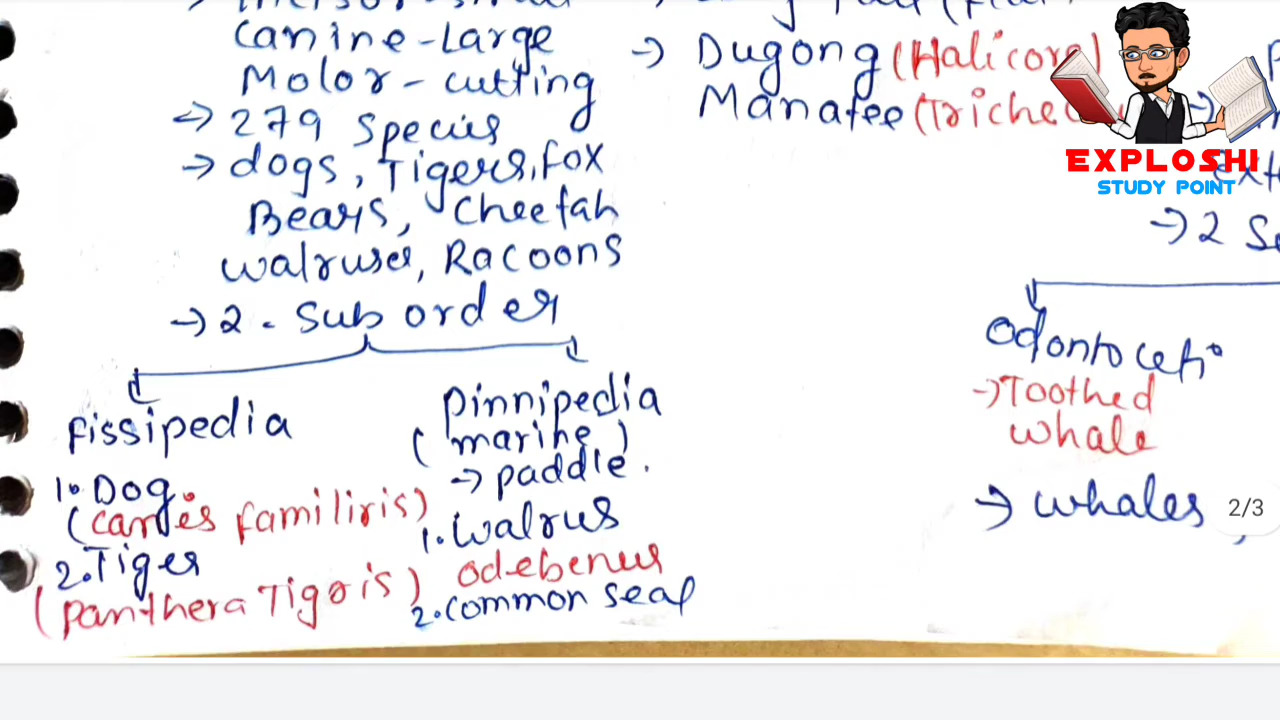 Canine-Large
Molor-cutting
→ 279 Species
→ dogs, Tigers, Fox
Bears, Cheetah
Walruses, Racoons
→ 2. Sub order
Fissipedia
1. Dog
(Canies familiris)
2. Tiger
(Panthera Tigris)
Pinnipedia
(marine)
→ paddle.
1. Walrus
Odebenus
2. Common seal
→ Dugong (Halicore)
Manatee (Triche
EXPLOSHI
STUDY POINT
→ 2
Odontoceti
→ Toothed
whale
→ whales,
2/3